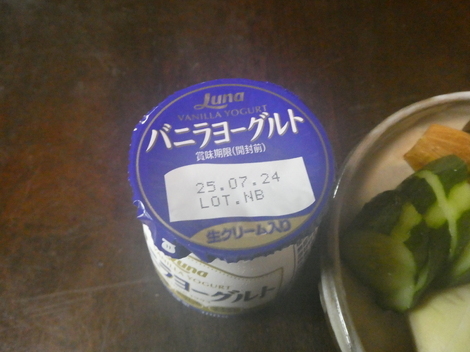 Luna
VANILLA YOGURT
バニラヨーグルト
賞味期限(開封前)
25.07.24
LOT.NB
生クリーム入り
Luna
VANILLA YOGURT
ラヨーグルト